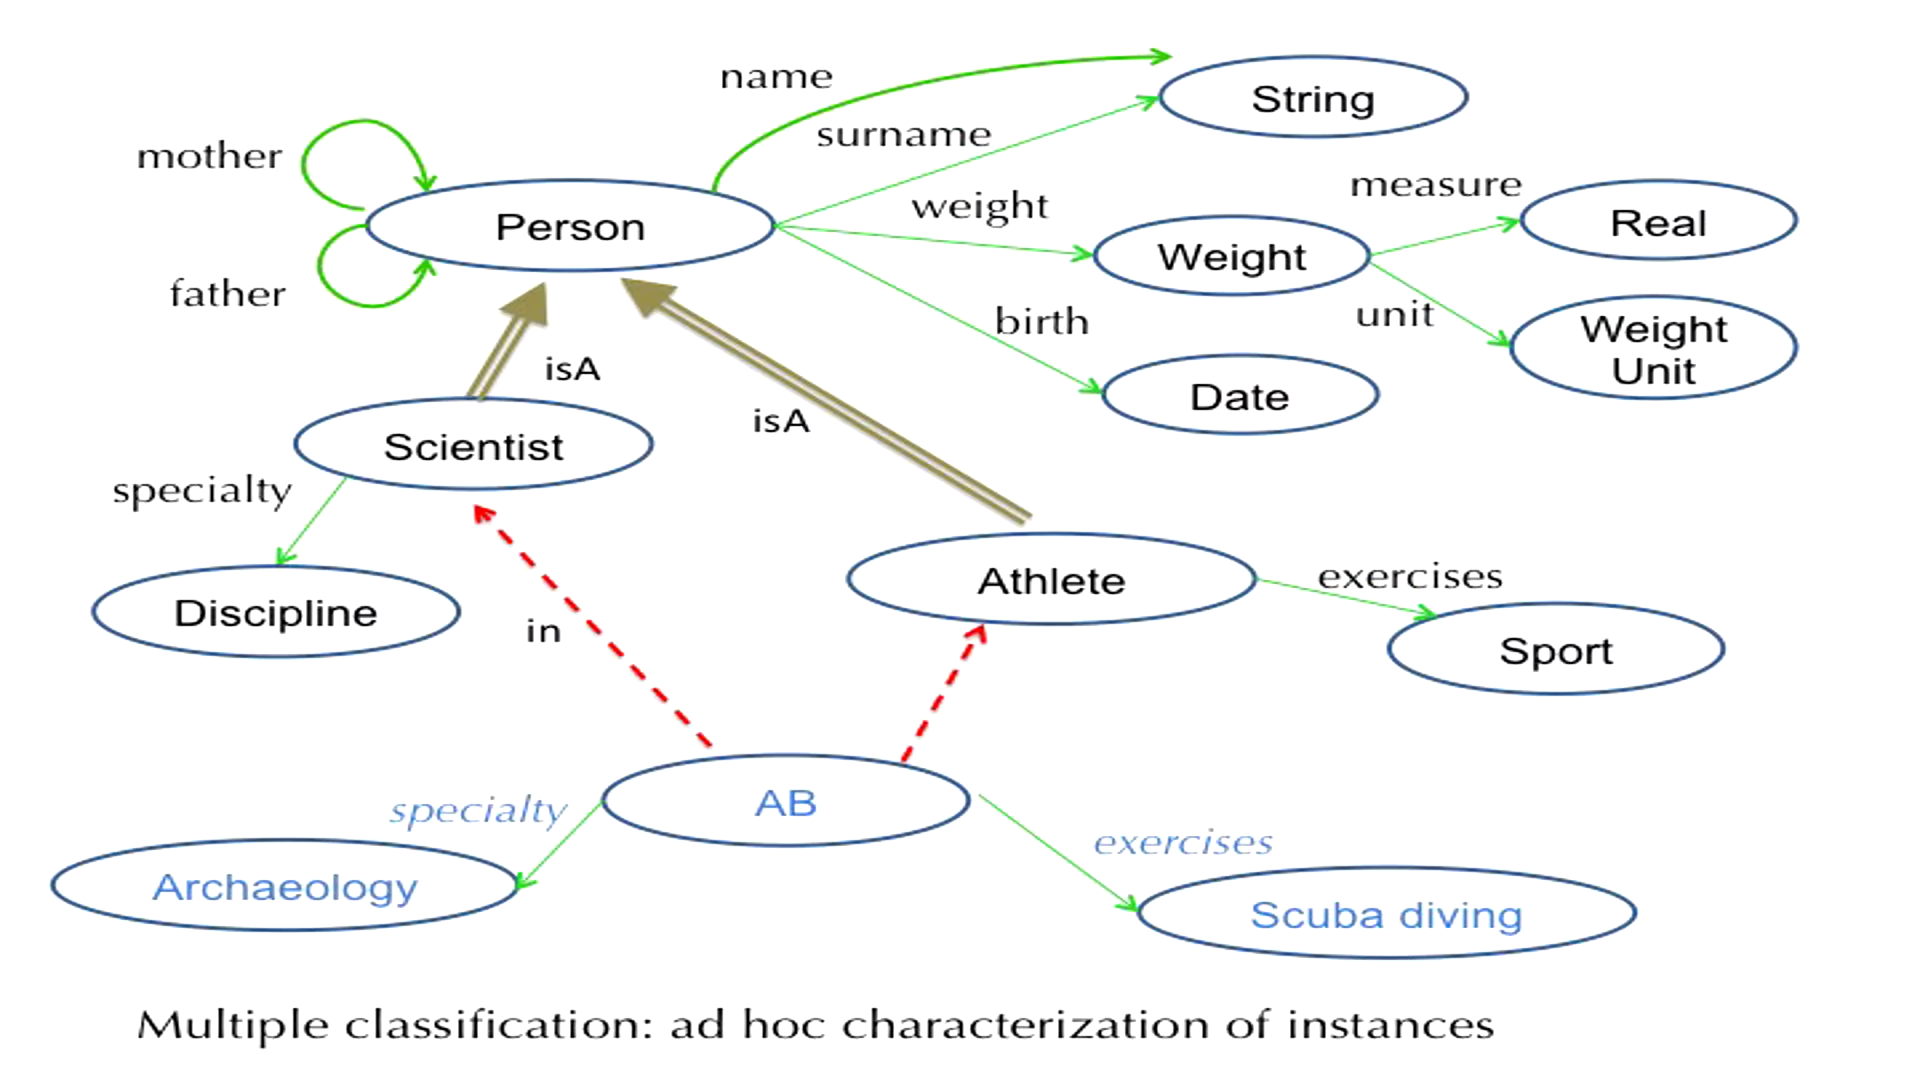 name
String
surname
mother
measure
weight
Real
Person
Weight
father
unit
birth
Weight
Unit
isA
Date
isA
Scientist
specialty
exercises
Athlete
Discipline
in
Sport
AB
specialty
exercises
Archaeology
Scuba diving
Multiple classification: ad hoc characterization of instances